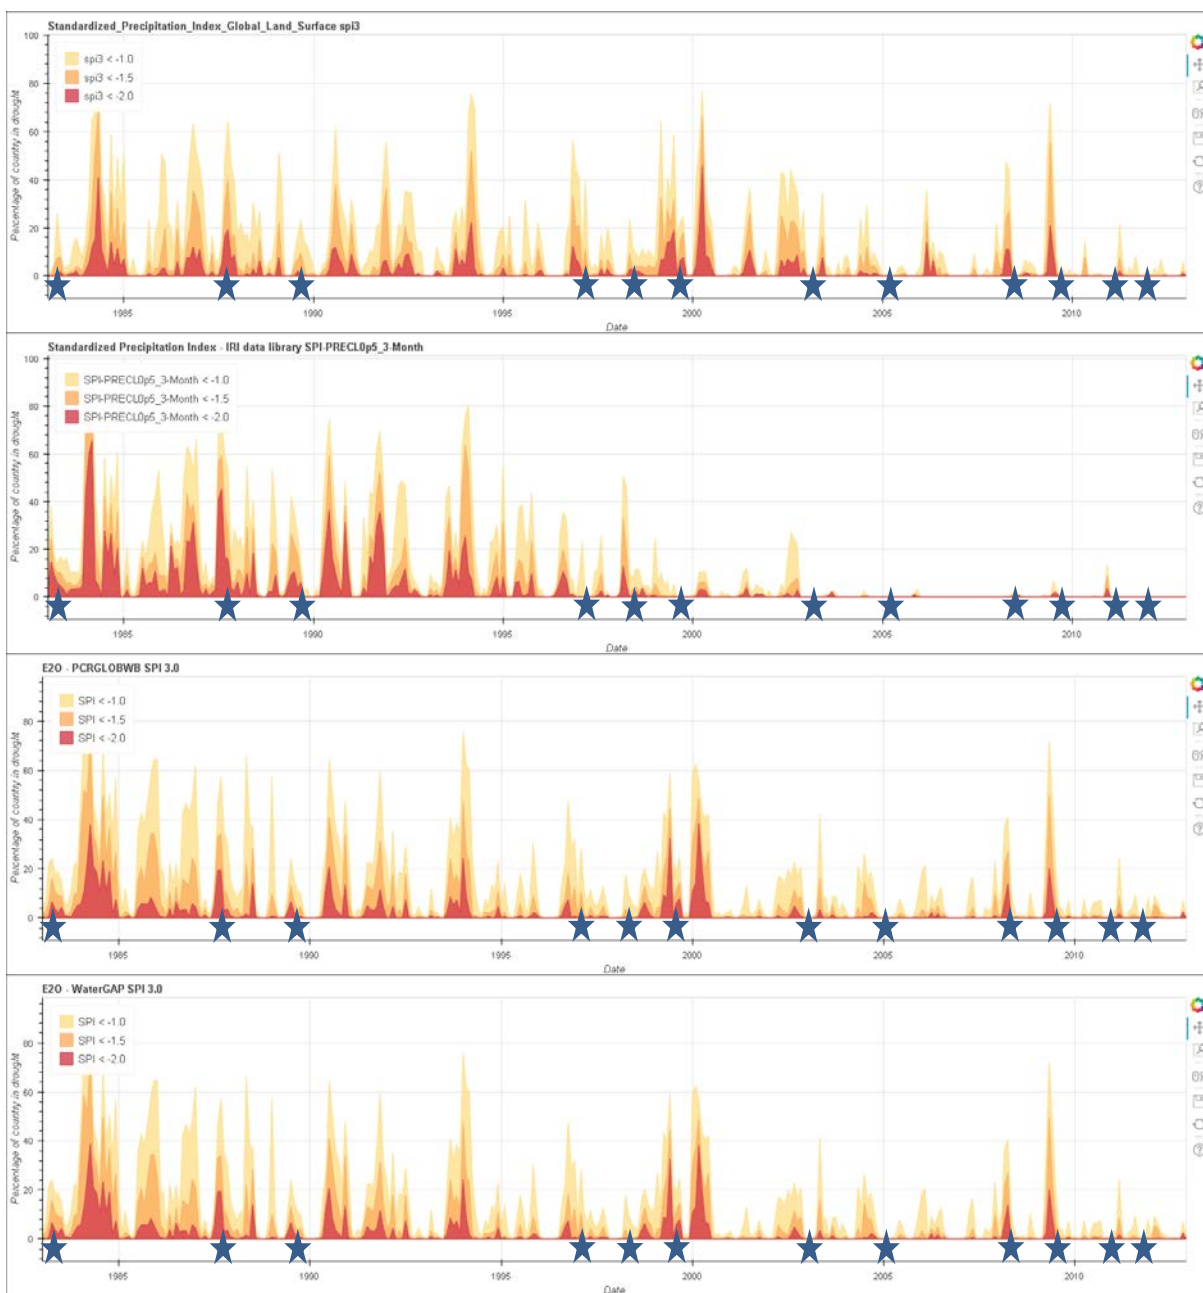 Standardized_Precipitation_Index_Global_Land_Surface spi3
100
spi3 < -1.0
80
spi3 < -1.5
spi3 < -2.0
60
Percentage of country in drought
40
20
0
1985 1990 1995 2000 2005 2010
Date
Standardized Precipitation Index - IRI data library SPI-PRECL0p5_3-Month
100
SPI-PRECL0p5_3-Month < -1.0
80
SPI-PRECL0p5_3-Month < -1.5
SPI-PRECL0p5_3-Month < -2.0
60
Percentage of country in drought
40
20
0
1985 1990 1995 2000 2005 2010
Date
E2O - PCRGLOBWB SPI 3.0
SPI < -1.0
80
SPI < -1.5
SPI < -2.0
60
Percentage of country in drought
40
20
0
1985 1990 1995 2000 2005 2010
Date
E2O - WaterGAP SPI 3.0
SPI < -1.0
80
SPI < -1.5
SPI < -2.0
60
Percentage of country in drought
40
20
0
1985 1990 1995 2000 2005 2010
Date